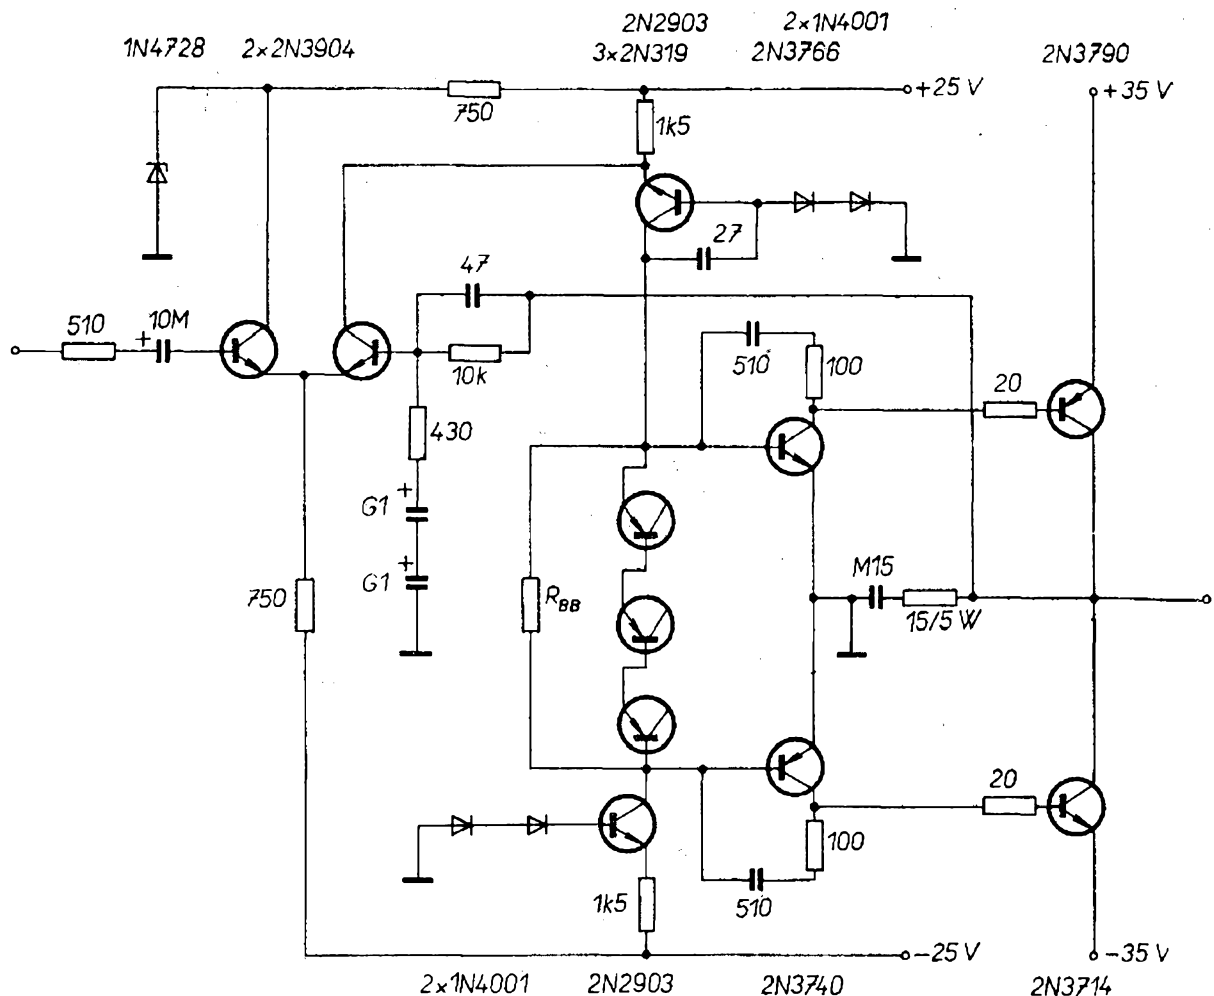 2N2903 2×1N4001
1N4728 2×2N3904 3×2N319 2N3766 2N3790
+25 V +35 V
750
1k5
27
47
510
+ 10M
510
100
10k
20
430
+
G1
+
G1
M15
750
R_BB
15/5 W
20
100
1k5
510
−25 V −35 V
2×1N4001 2N2903 2N3740 2N3714